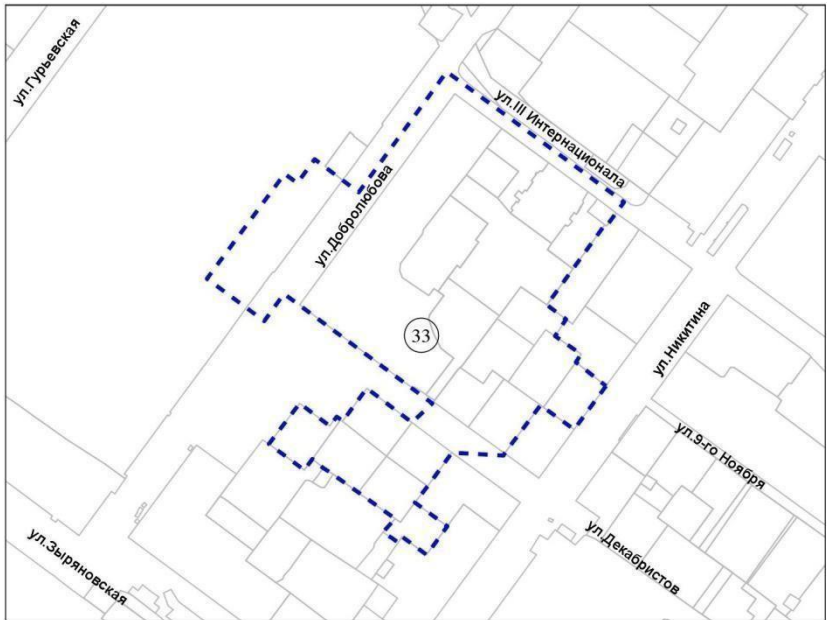 ул.Гурьевская
ул.III Интернационала
ул.Добролюбова
33
ул.Никитина
ул.9-го Ноября
ул.Зыряновская
ул.Декабристов